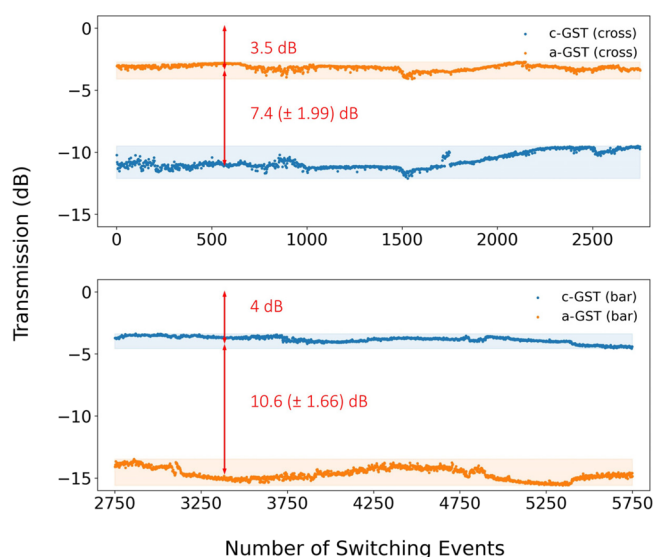 0
3.5 dB
c-GST (cross)
a-GST (cross)
−5
7.4 (± 1.99) dB
−10
−15
0 500 1000 1500 2000 2500
Transmission (dB)
0
4 dB
c-GST (bar)
a-GST (bar)
−5
10.6 (± 1.66) dB
−10
−15
2750 3250 3750 4250 4750 5250 5750
Number of Switching Events